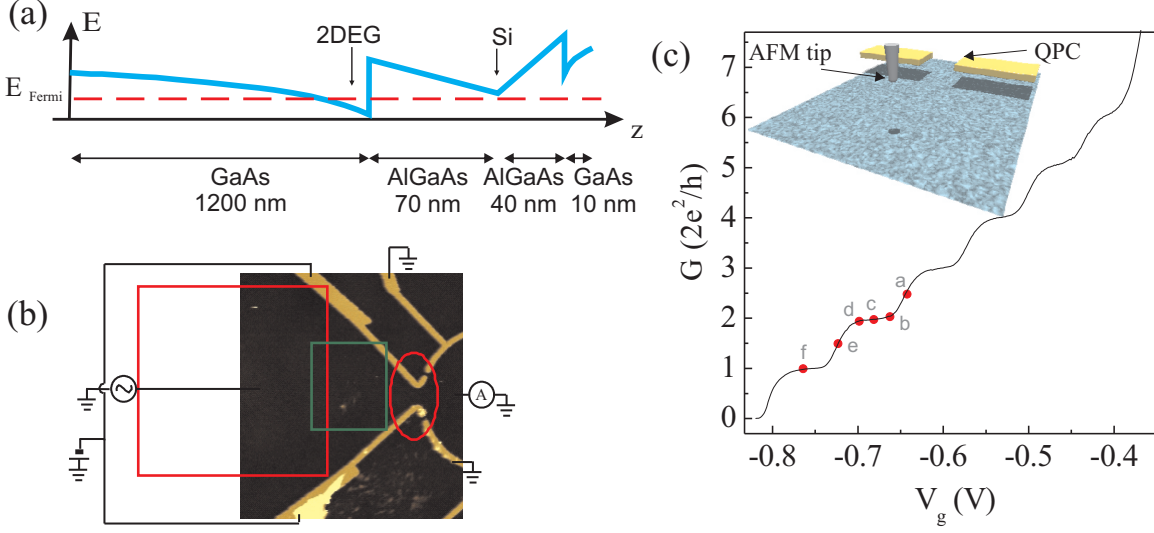 (a)
E
2DEG
Si
E Fermi
z
GaAs
1200 nm
AlGaAs
70 nm
AlGaAs
40 nm
GaAs
10 nm
(b)
A
(c)
AFM tip
QPC
G (2e²/h)
7
6
5
4
3
2
1
0
a
b
c
d
e
f
-0.8
-0.7
-0.6
-0.5
-0.4
V_g (V)